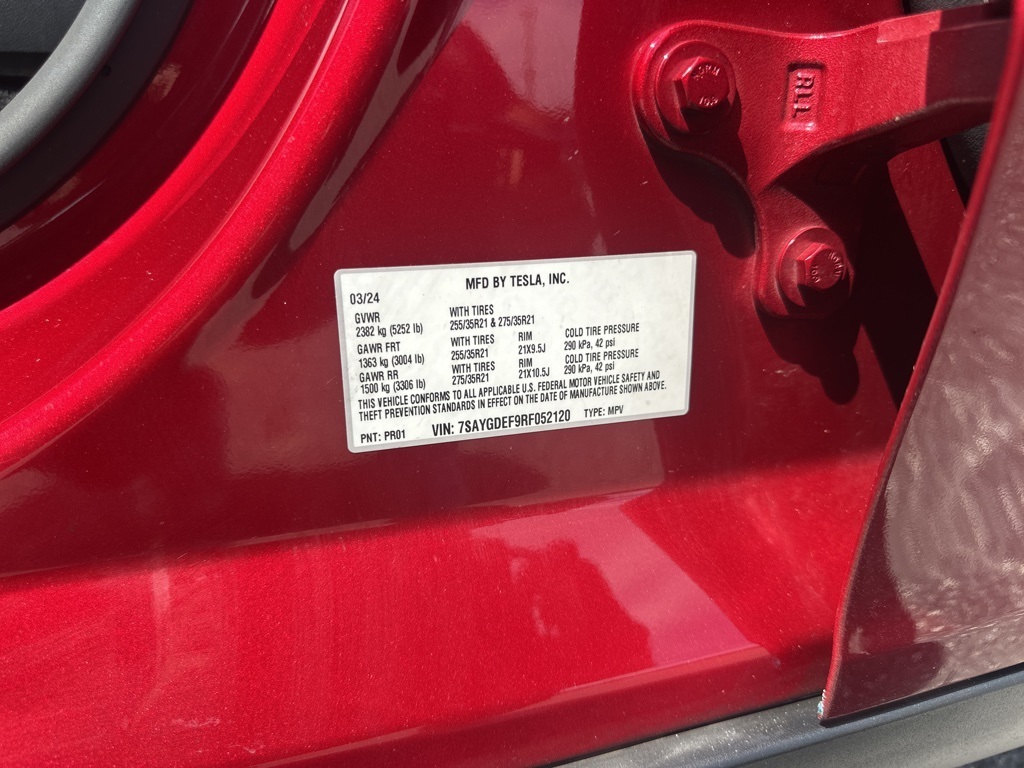 MFD BY TESLA, INC.
03/24
GVWR WITH TIRES
2382 kg (5252 lb) 255/35R21 & 275/35R21
GAWR FRT WITH TIRES RIM COLD TIRE PRESSURE
1363 kg (3004 lb) 255/35R21 21X9.5J 290 kPa, 42 psi
GAWR RR WITH TIRES RIM COLD TIRE PRESSURE
1500 kg (3306 lb) 275/35R21 21X10.5J 290 kPa, 42 psi
THIS VEHICLE CONFORMS TO ALL APPLICABLE U.S. FEDERAL MOTOR VEHICLE SAFETY AND
THEFT PREVENTION STANDARDS IN EFFECT ON THE DATE OF MANUFACTURE SHOWN ABOVE.
PNT: PR01 VIN: 7SAYGDEF9RF052120 TYPE: MPV
RL1